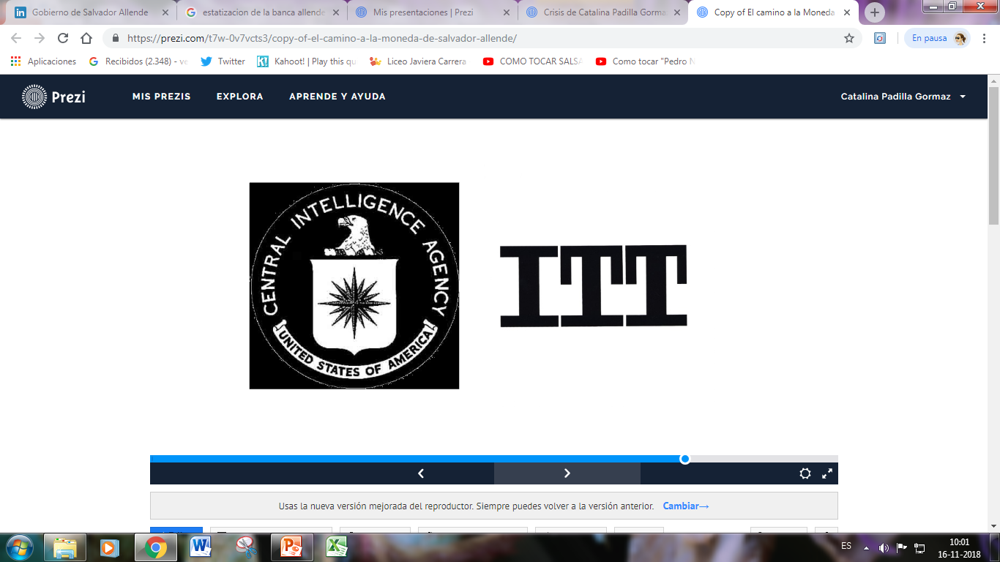 Gobierno de Salvador Allende
estatizacion de la banca allende
Mis presentaciones | Prezi
Crisis de Catalina Padilla Gorma
Copy of El camino a la Moneda
https://prezi.com/t7w-0v7vcts3/copy-of-el-camino-a-la-moneda-de-salvador-allende/
En pausa
Aplicaciones
Recibidos (2.348) - ve
Twitter
Kahoot! | Play this qu
Liceo Javiera Carrera
COMO TOCAR SALSA
Como tocar "Pedro N
Prezi
MIS PREZIS
EXPLORA
APRENDE Y AYUDA
Catalina Padilla Gormaz
CENTRAL INTELLIGENCE AGENCY
UNITED STATES OF AMERICA
ITT
Usas la nueva versión mejorada del reproductor. Siempre puedes volver a la versión anterior. Cambiar→
ES
10:01
16-11-2018